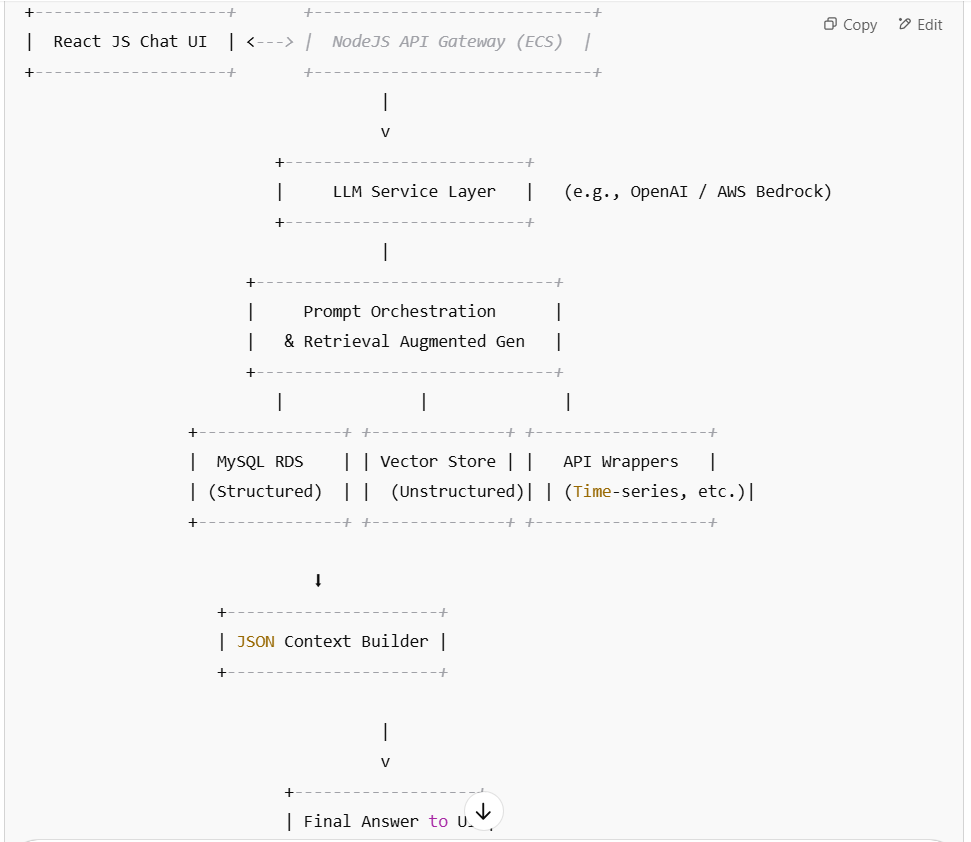 Copy Edit
+---------------------+ +-----------------------------+
| React JS Chat UI | <---> | NodeJS API Gateway (ECS) |
+---------------------+ +-----------------------------+
|
v
+-------------------------+
| LLM Service Layer | (e.g., OpenAI / AWS Bedrock)
+-------------------------+
|
+-------------------------------+
| Prompt Orchestration |
| & Retrieval Augmented Gen |
+-------------------------------+
| | |
+---------------+ +--------------+ +------------------+
| MySQL RDS | | Vector Store | | API Wrappers |
| (Structured) | | (Unstructured)| | (Time-series, etc.)|
+---------------+ +--------------+ +------------------+
⬇
+----------------------+
| JSON Context Builder |
+----------------------+
|
v
+-------------------+
| Final Answer to